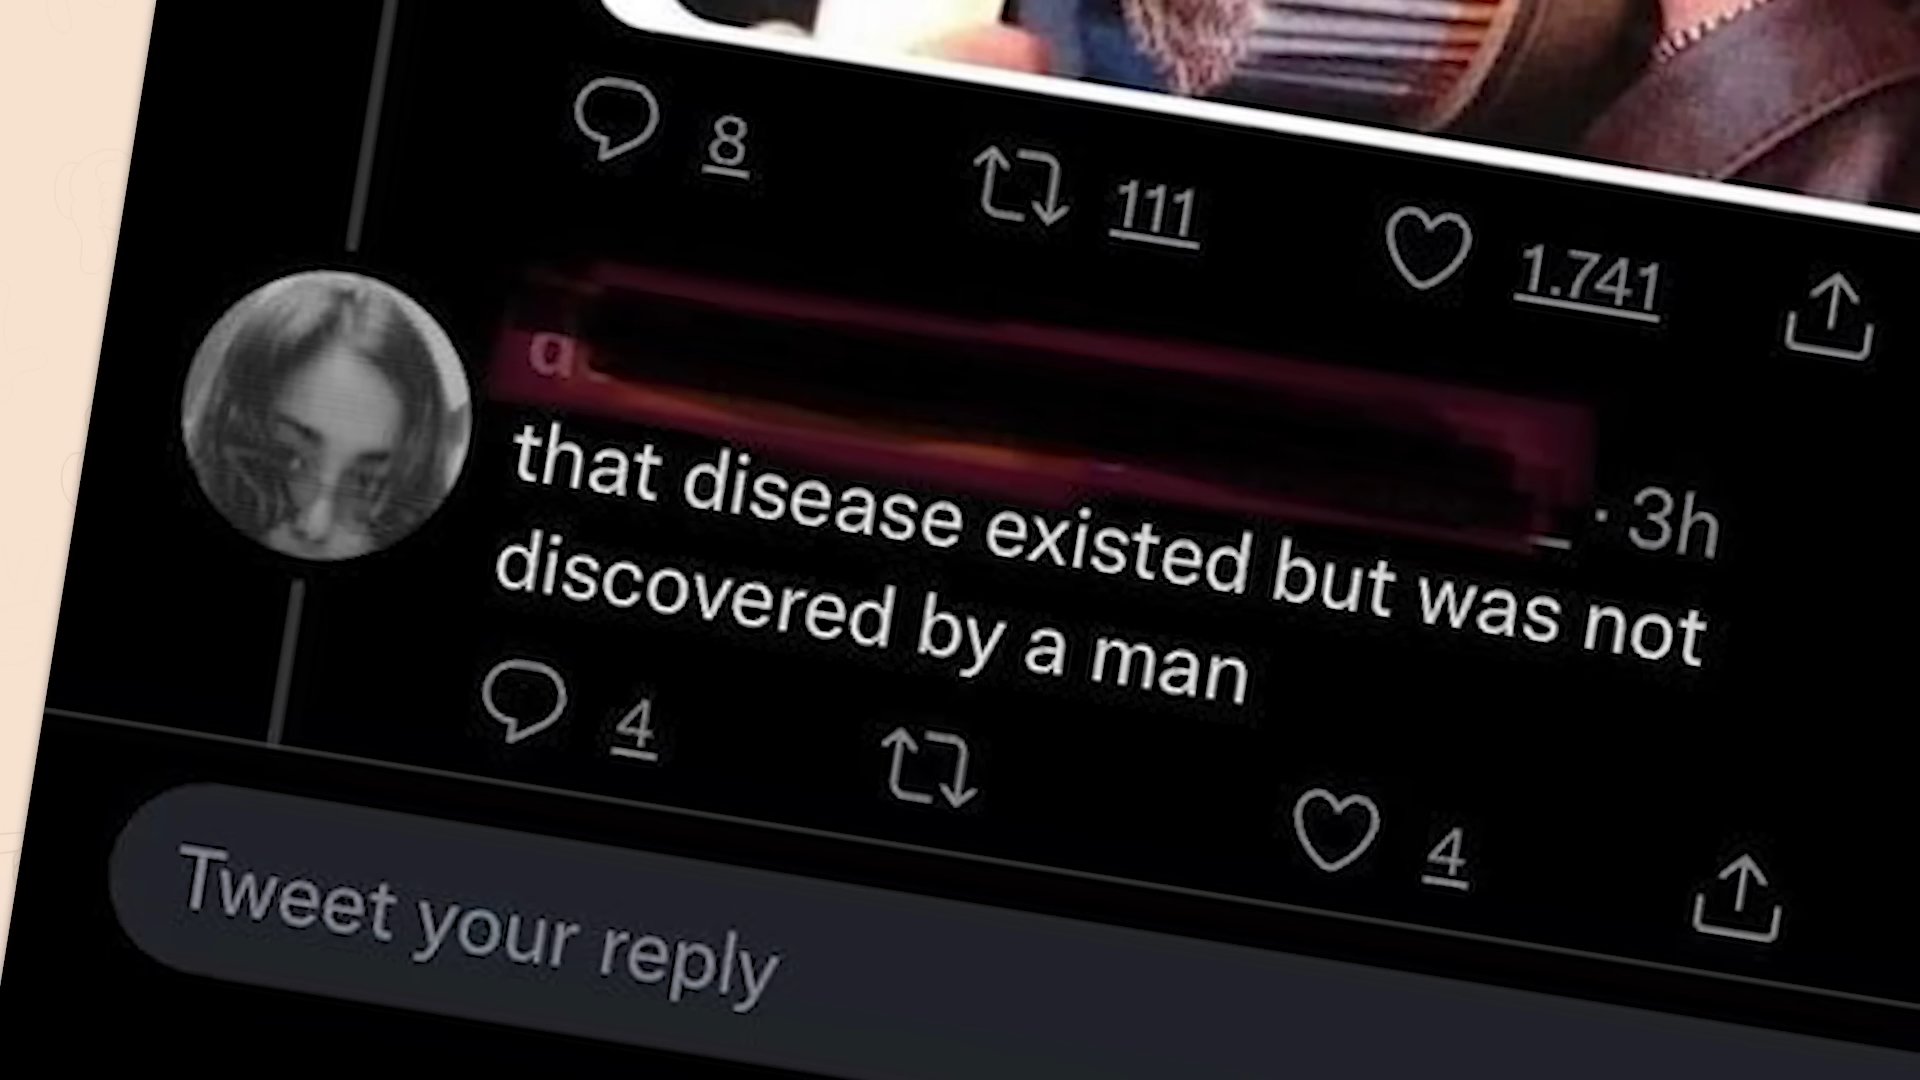 8 111 1.741
a
· 3h
that disease existed but was not
discovered by a man
4 4
Tweet your reply